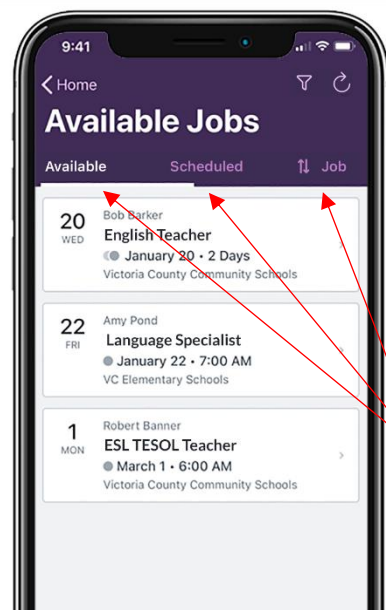 9:41
Home
Available Jobs
Available Scheduled Job
20 Bob Barker
WED English Teacher
January 20 • 2 Days
Victoria County Community Schools
22 Amy Pond
FRI Language Specialist
January 22 • 7:00 AM
VC Elementary Schools
1 Robert Banner
MON ESL TESOL Teacher
March 1 • 6:00 AM
Victoria County Community Schools